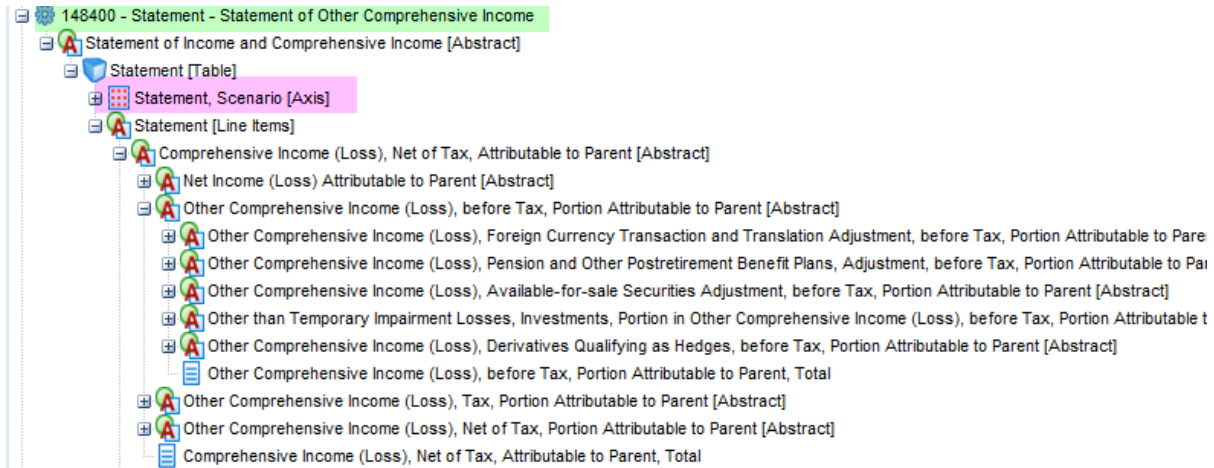 148400 - Statement - Statement of Other Comprehensive Income
Statement of Income and Comprehensive Income [Abstract]
Statement [Table]
Statement, Scenario [Axis]
Statement [Line Items]
Comprehensive Income (Loss), Net of Tax, Attributable to Parent [Abstract]
Net Income (Loss) Attributable to Parent [Abstract]
Other Comprehensive Income (Loss), before Tax, Portion Attributable to Parent [Abstract]
Other Comprehensive Income (Loss), Foreign Currency Transaction and Translation Adjustment, before Tax, Portion Attributable to Pare
Other Comprehensive Income (Loss), Pension and Other Postretirement Benefit Plans, Adjustment, before Tax, Portion Attributable to Par
Other Comprehensive Income (Loss), Available-for-sale Securities Adjustment, before Tax, Portion Attributable to Parent [Abstract]
Other than Temporary Impairment Losses, Investments, Portion in Other Comprehensive Income (Loss), before Tax, Portion Attributable t
Other Comprehensive Income (Loss), Derivatives Qualifying as Hedges, before Tax, Portion Attributable to Parent [Abstract]
Other Comprehensive Income (Loss), before Tax, Portion Attributable to Parent, Total
Other Comprehensive Income (Loss), Tax, Portion Attributable to Parent [Abstract]
Other Comprehensive Income (Loss), Net of Tax, Portion Attributable to Parent [Abstract]
Comprehensive Income (Loss), Net of Tax, Attributable to Parent, Total